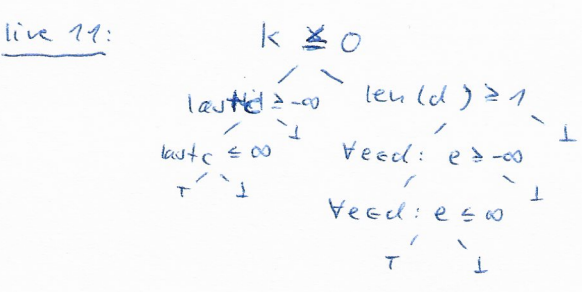 line 11:
k ≤ 0
lastc ≥ -∞ len (d) ≥ 1
⊥ ⊥
lastc ≤ ∞ ∀e∈d: e ≥ -∞
⊤ ⊥ ⊥
∀e∈d: e ≤ ∞
⊤ ⊥